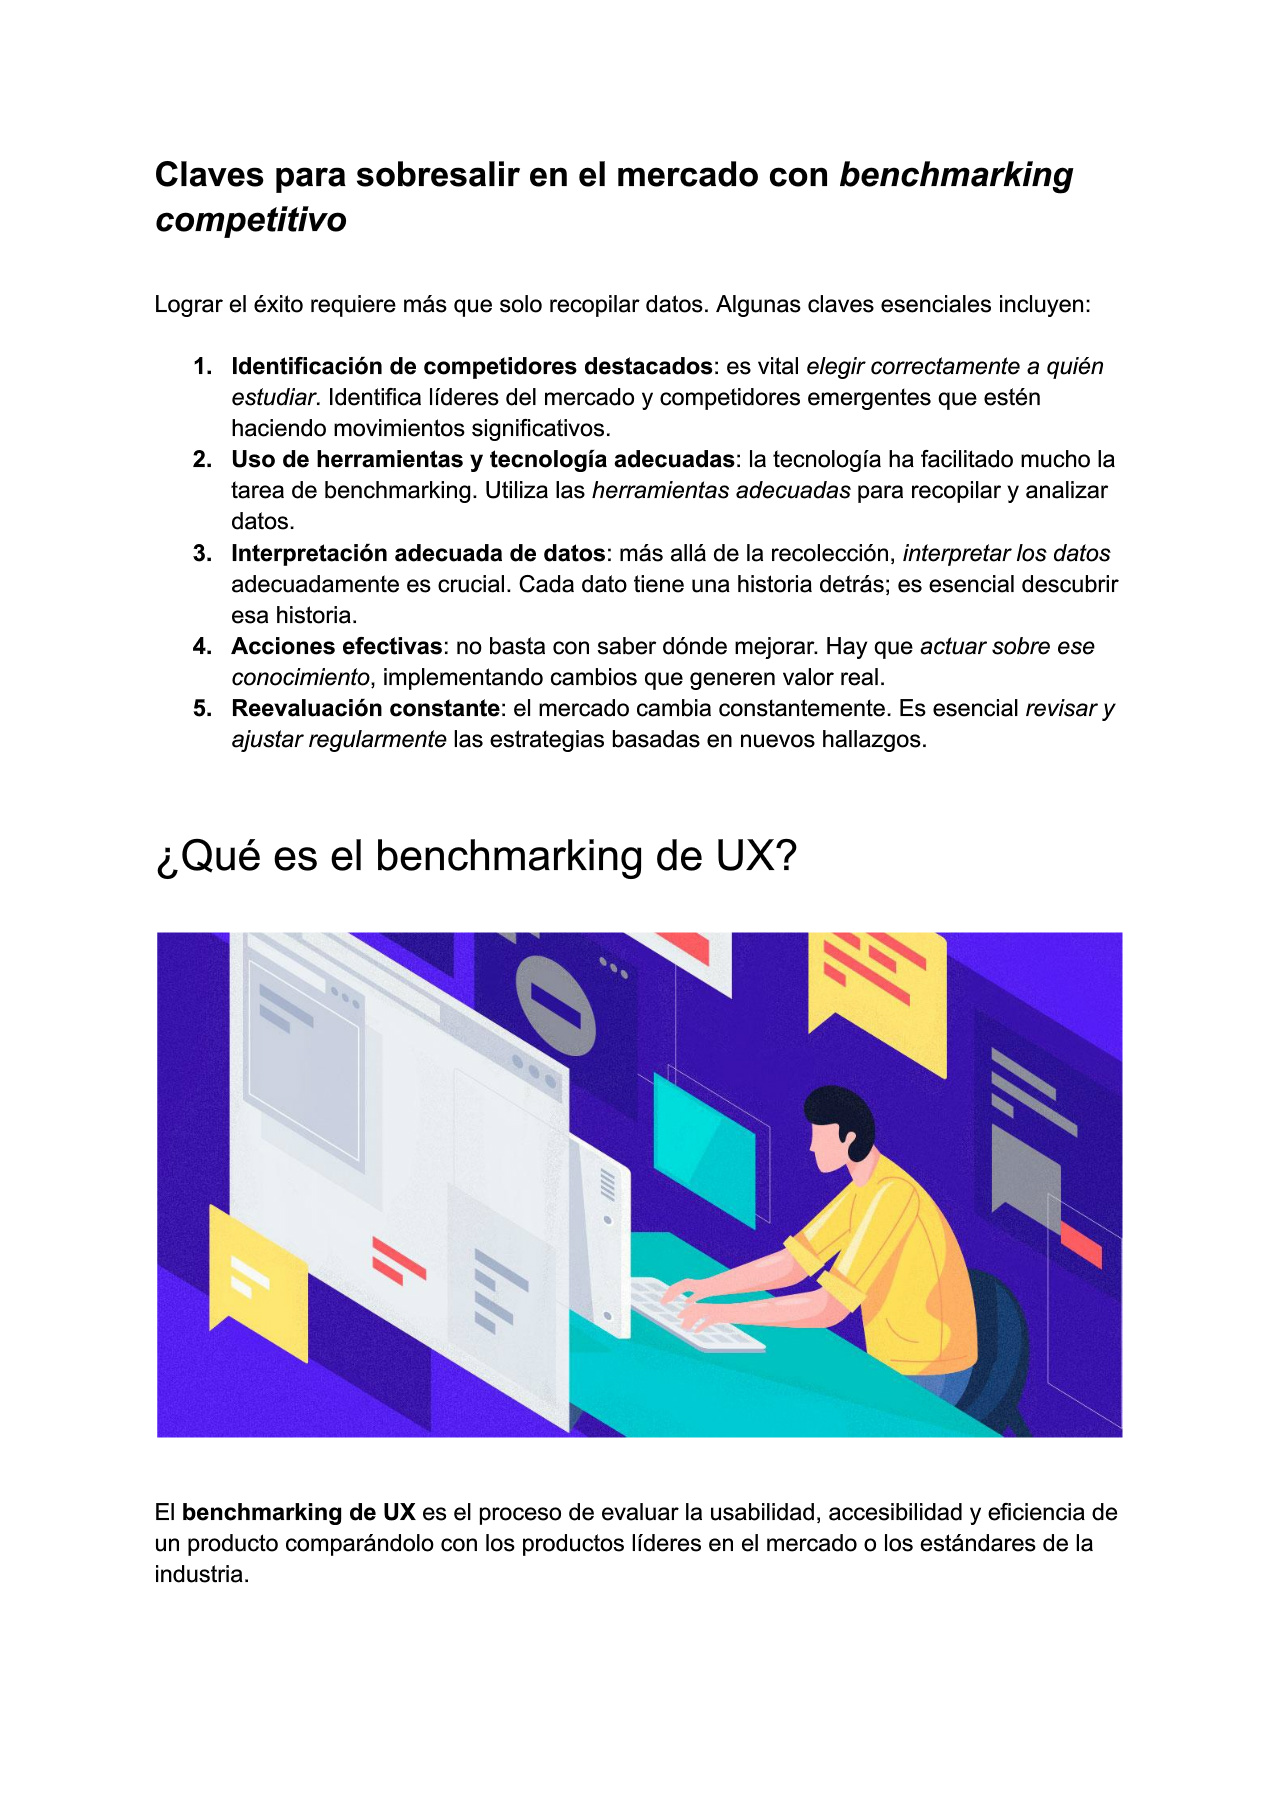 Claves para sobresalir en el mercado con benchmarking
competitivo
Lograr el éxito requiere más que solo recopilar datos. Algunas claves esenciales incluyen:
1. Identificación de competidores destacados: es vital elegir correctamente a quién
estudiar. Identifica líderes del mercado y competidores emergentes que estén
haciendo movimientos significativos.
2. Uso de herramientas y tecnología adecuadas: la tecnología ha facilitado mucho la
tarea de benchmarking. Utiliza las herramientas adecuadas para recopilar y analizar
datos.
3. Interpretación adecuada de datos: más allá de la recolección, interpretar los datos
adecuadamente es crucial. Cada dato tiene una historia detrás; es esencial descubrir
esa historia.
4. Acciones efectivas: no basta con saber dónde mejorar. Hay que actuar sobre ese
conocimiento, implementando cambios que generen valor real.
5. Reevaluación constante: el mercado cambia constantemente. Es esencial revisar y
ajustar regularmente las estrategias basadas en nuevos hallazgos.
¿Qué es el benchmarking de UX?
El benchmarking de UX es el proceso de evaluar la usabilidad, accesibilidad y eficiencia de
un producto comparándolo con los productos líderes en el mercado o los estándares de la
industria.